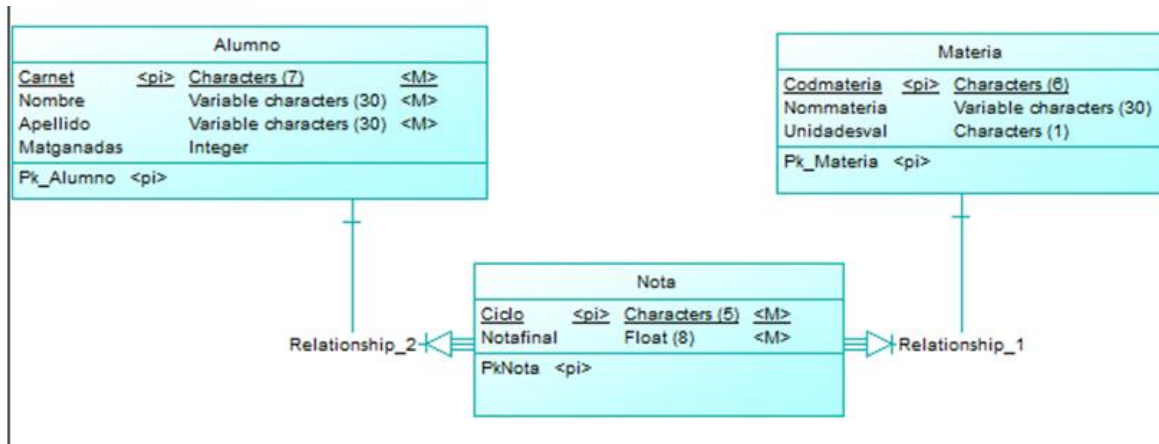 Alumno
Carnet <pi> Characters (7) <M>
Nombre Variable characters (30) <M>
Apellido Variable characters (30) <M>
Matganadas Integer
Pk_Alumno <pi>
Materia
Codmateria <pi> Characters (6)
Nommateria Variable characters (30)
Unidadesval Characters (1)
Pk_Materia <pi>
Nota
Ciclo <pi> Characters (5) <M>
Notafinal Float (8) <M>
PkNota <pi>
Relationship_2
Relationship_1